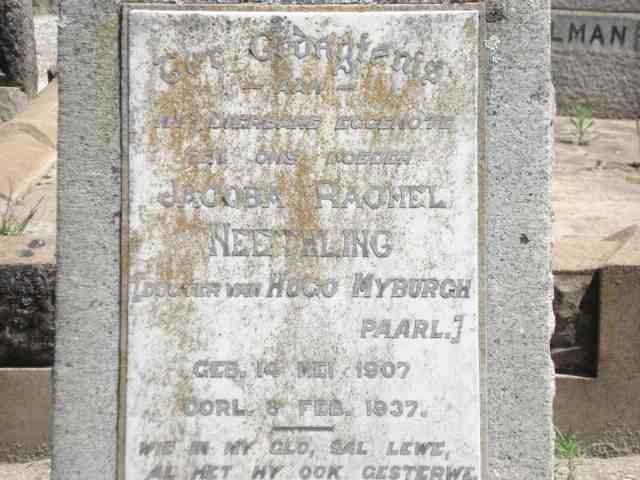 LMAN
Ter Gedagtenis
— AAN —
MY DIERBARE EGGENOTE
EN ONS MOEDER
JACOBA RACHEL
NEETHLING
[DOGTER VAN HUGO MYBURGH
PAARL.]
GEB. 14 MEI 1907
OORL. 8 FEB. 1937.
WIE IN MY GLO, SAL LEWE,
AL HET HY OOK GESTERWE